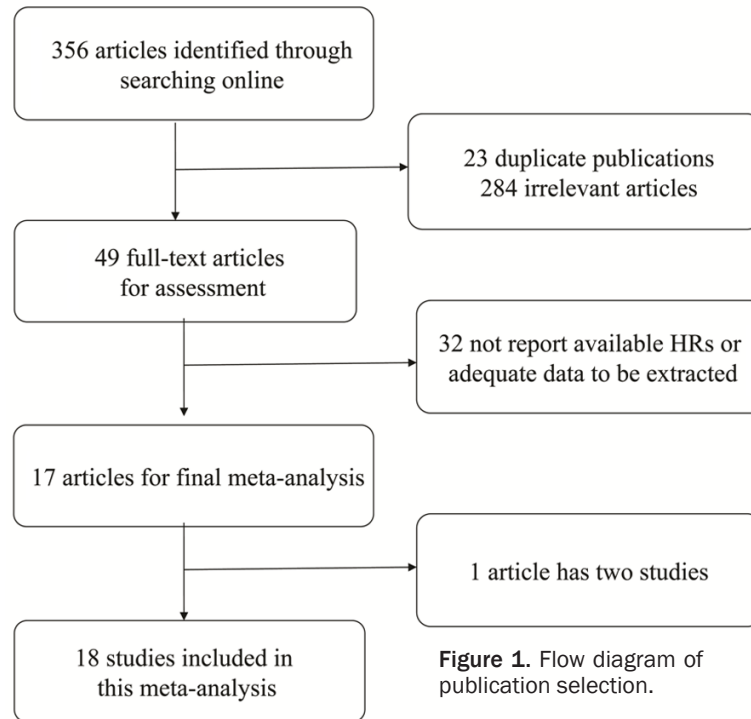 356 articles identified through
searching online
23 duplicate publications
284 irrelevant articles
49 full-text articles
for assessment
32 not report available HRs or
adequate data to be extracted
17 articles for final meta-analysis
1 article has two studies
18 studies included in
this meta-analysis
Figure 1. Flow diagram of
publication selection.